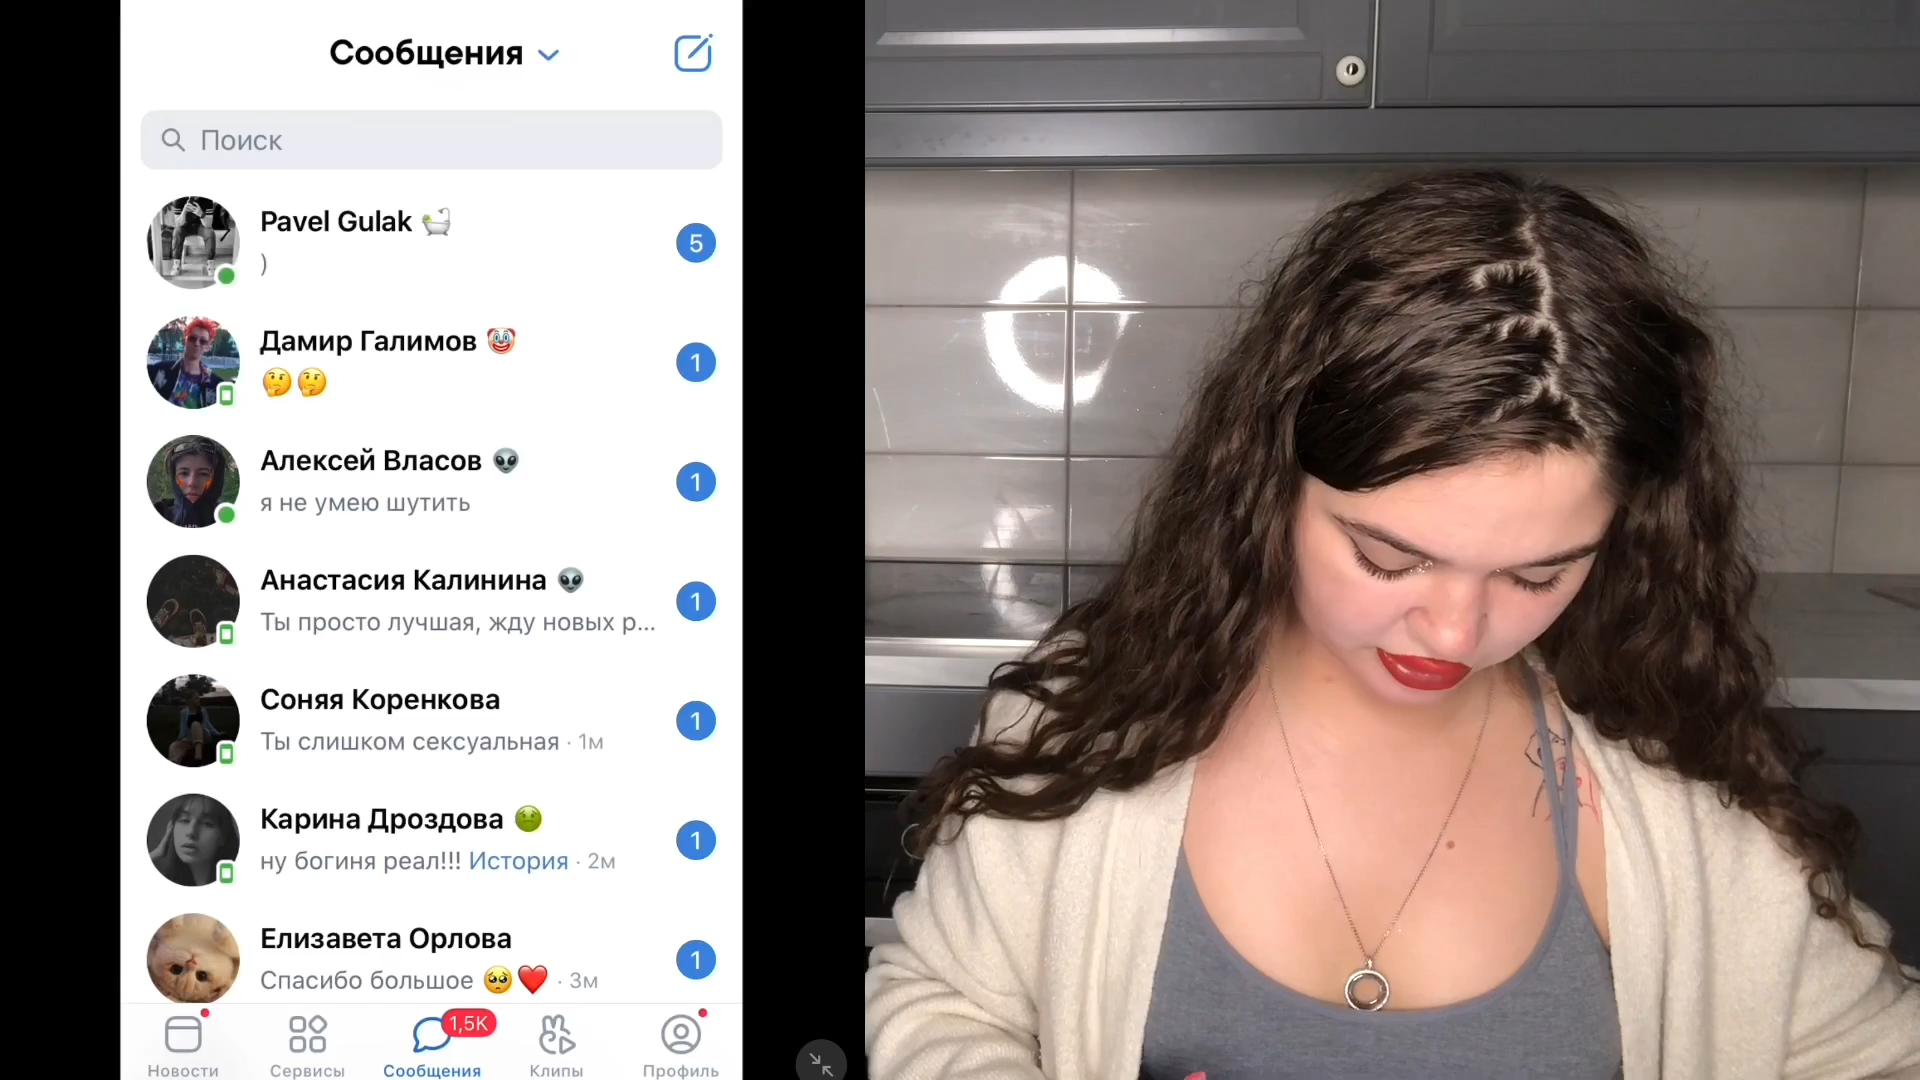 Сообщения
Поиск
Pavel Gulak
)
5
Дамир Галимов
1
Алексей Власов
я не умею шутить
1
Анастасия Калинина
Ты просто лучшая, жду новых р...
1
Соняя Коренкова
Ты слишком сексуальная · 1м
1
Карина Дроздова
ну богиня реал!!! История · 2м
1
Елизавета Орлова
Спасибо большое · 3м
1
1,5K
Новости
Сервисы
Сообщения
Клипы
Профиль